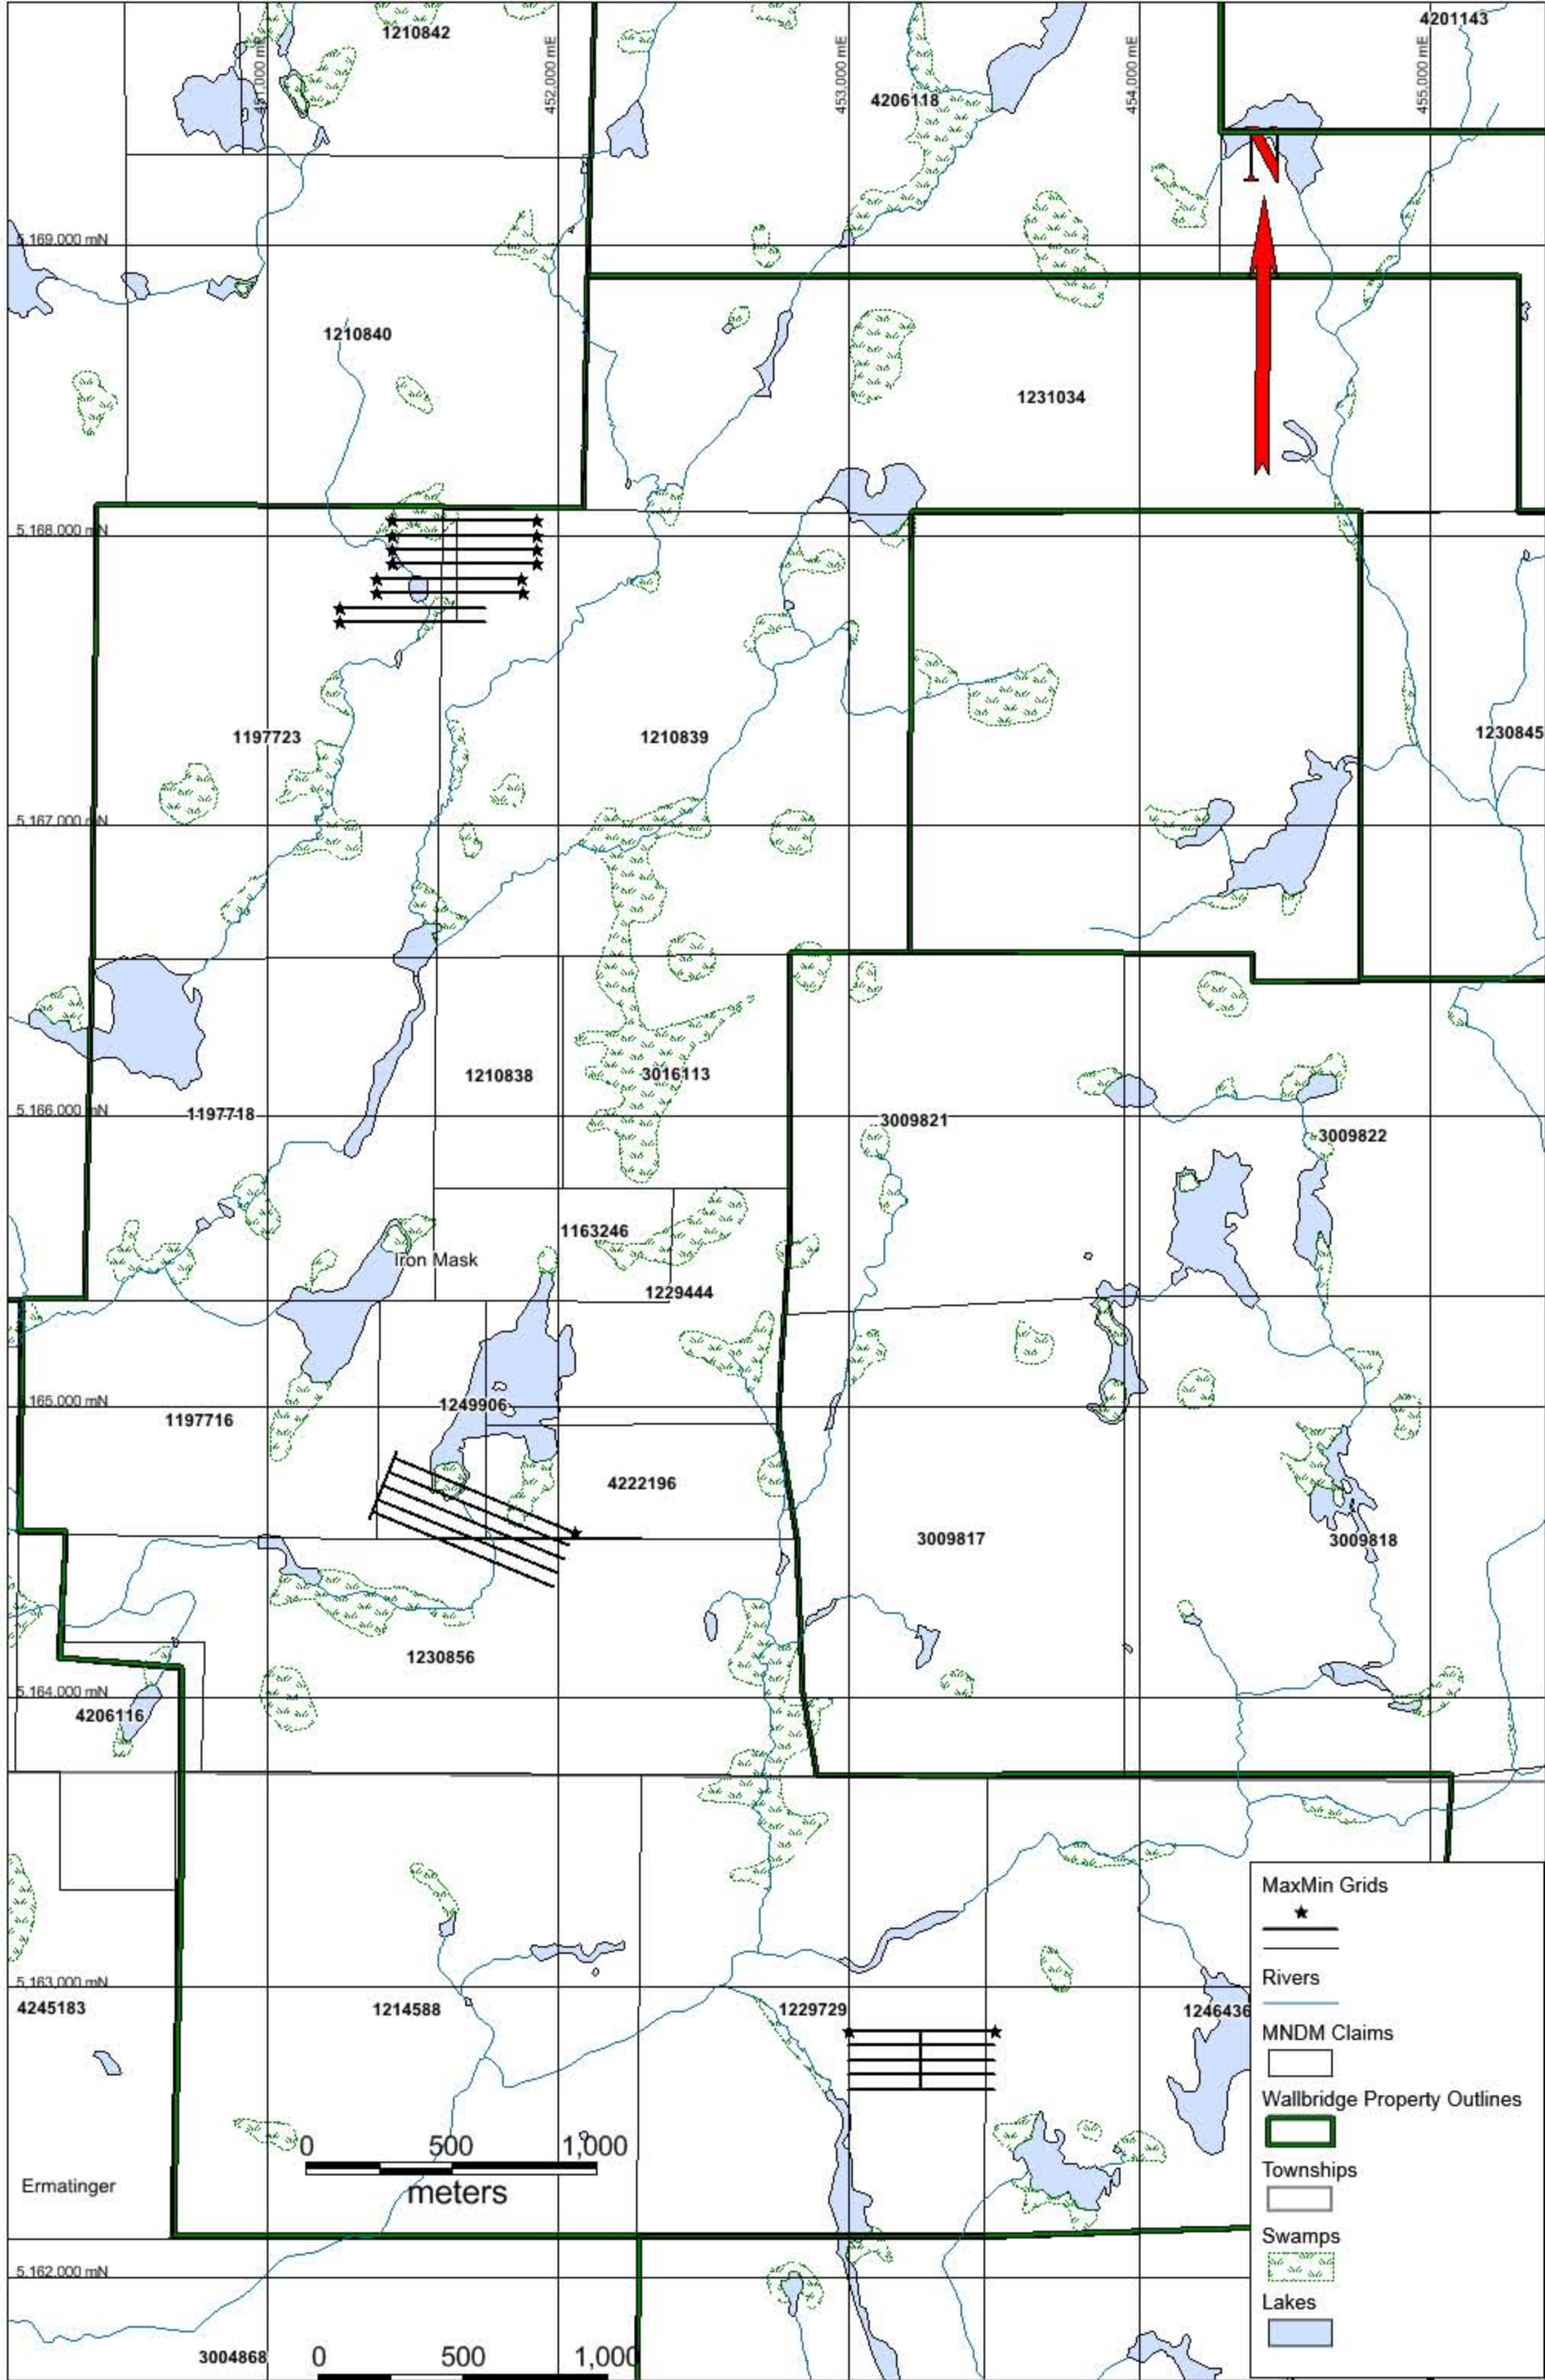 1210842
4201143
451,000 mE
452,000 mE
453,000 mE
454,000 mE
455,000 mE
4206118
N
5,169,000 mN
1210840
1231034
5,168,000 mN
1197723
1210839
1230845
5,167,000 mN
1210838
3016113
5,166,000 mN
1197718
3009821
3009822
1163246
Iron Mask
1229444
5,165,000 mN
1197716
1249906
4222196
3009817
3009818
1230856
5,164,000 mN
4206116
MaxMin Grids
Rivers
5,163,000 mN
4245183
1214588
1229729
1246436
MNDM Claims
Wallbridge Property Outlines
0 500 1,000
meters
Townships
Ermatinger
Swamps
5,162,000 mN
Lakes
3004868
0 500 1,000